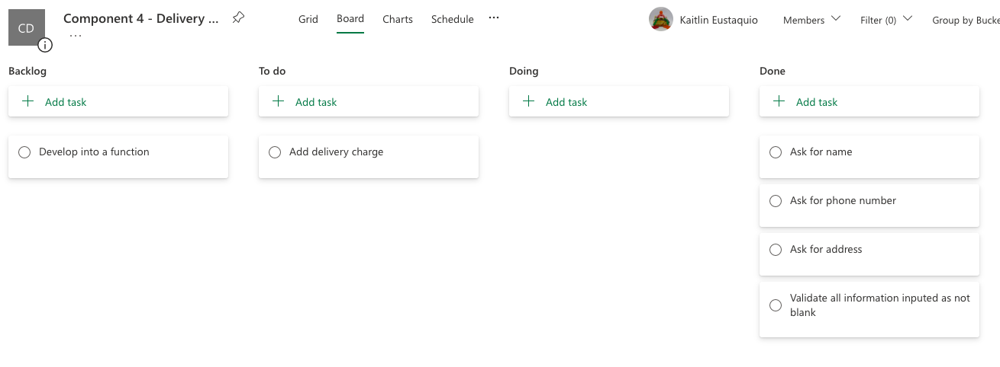 CD
Component 4 - Delivery ...
Grid
Board
Charts
Schedule
Kaitlin Eustaquio
Members
Filter (0)
Group by Bucke
Backlog
Add task
Develop into a function
To do
Add task
Add delivery charge
Doing
Add task
Done
Add task
Ask for name
Ask for phone number
Ask for address
Validate all information inputed as not
blank